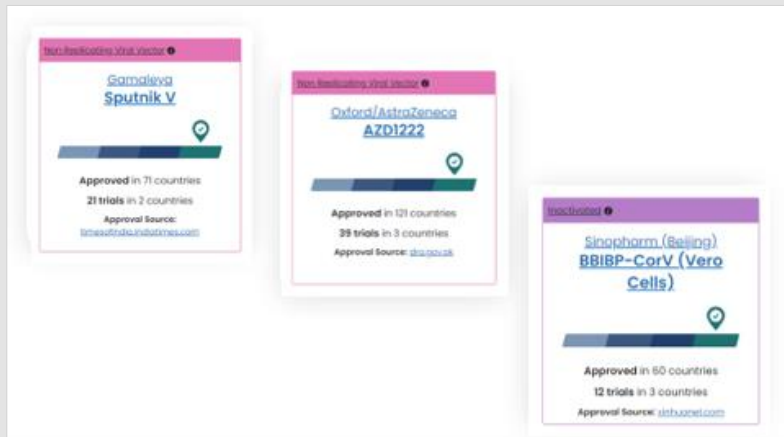 Non Replicating Viral Vector
Gamaleya
Sputnik V
Approved in 71 countries
21 trials in 2 countries
Approval Source:
timesofindia.indiatimes.com
Non Replicating Viral Vector
Oxford/AstraZeneca
AZD1222
Approved in 121 countries
39 trials in 3 countries
Approval Source: dra.gov.pk
Inactivated
Sinopharm (Beijing)
BBIBP-CorV (Vero
Cells)
Approved in 60 countries
12 trials in 3 countries
Approval Source: xinhuanet.com